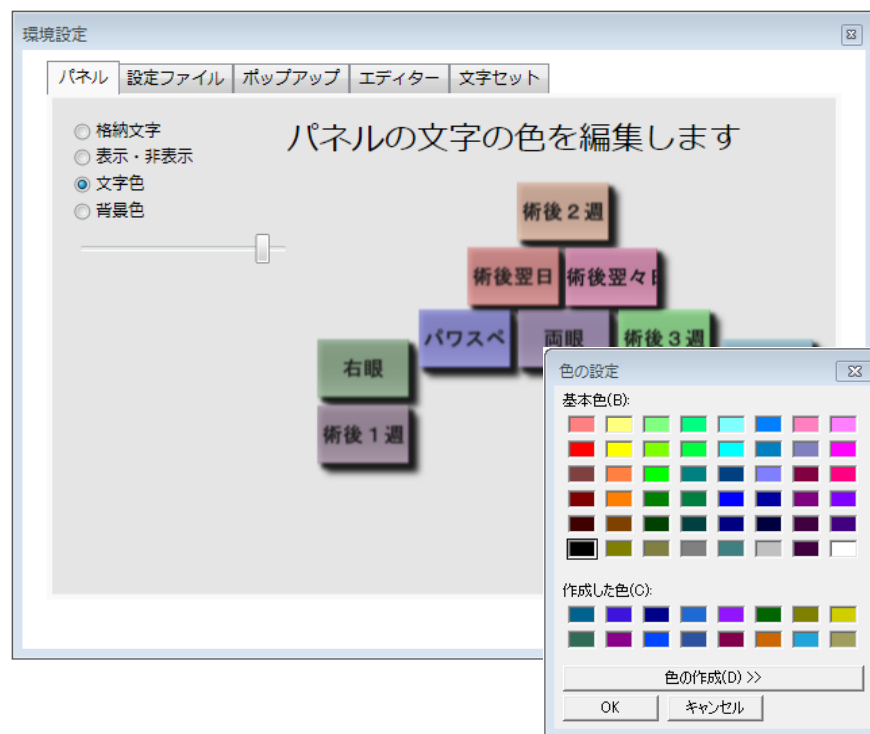 環境設定
パネル 設定ファイル ポップアップ エディター 文字セット
格納文字
表示・非表示
文字色
背景色
パネルの文字の色を編集します
術後２週
術後翌日 術後翌々日
パワスペ 両眼 術後３週
右眼
術後１週
色の設定
基本色(B):
作成した色(C):
色の作成(D) >>
OK キャンセル